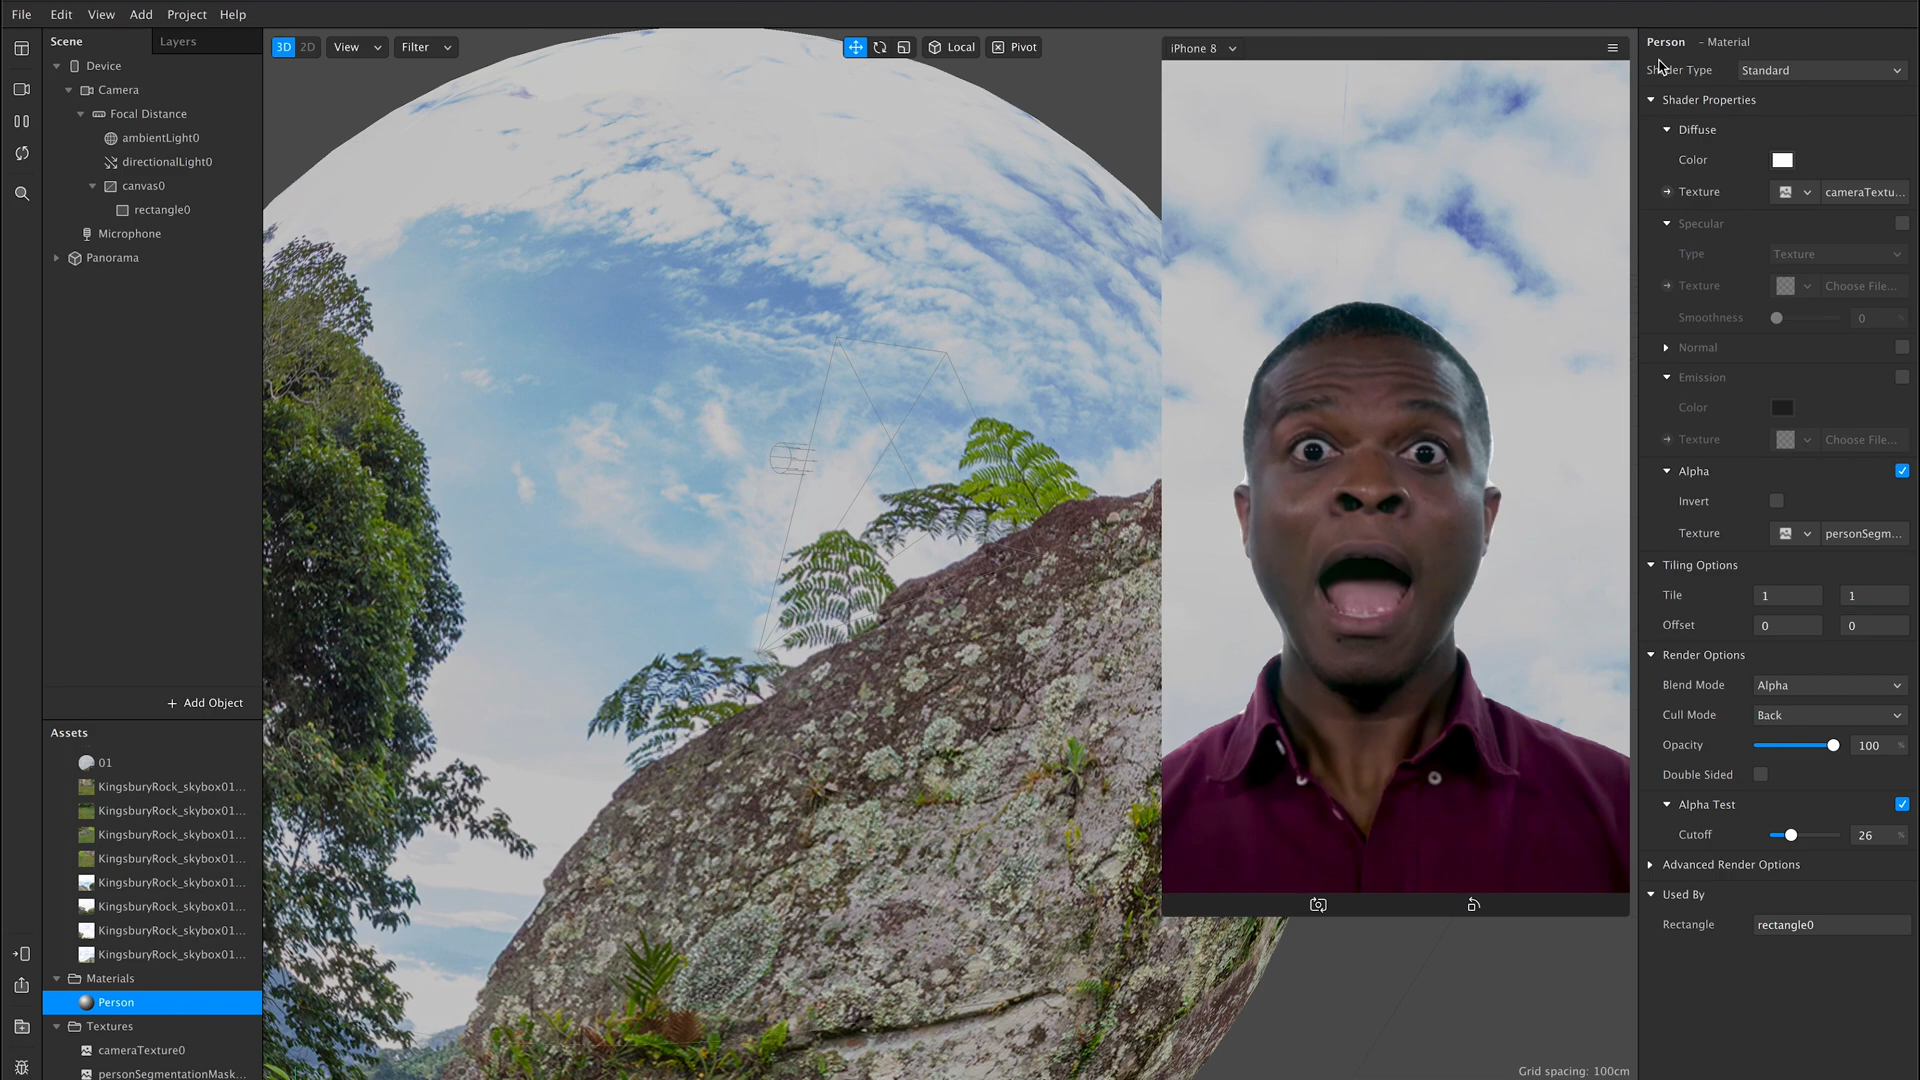 File Edit View Add Project Help
Scene Layers
Device
Camera
Focal Distance
ambientLight0
directionalLight0
canvas0
rectangle0
Microphone
Panorama
+ Add Object
Assets
01
KingsburyRock_skybox01...
KingsburyRock_skybox01...
KingsburyRock_skybox01...
KingsburyRock_skybox01...
KingsburyRock_skybox01...
KingsburyRock_skybox01...
KingsburyRock_skybox01...
KingsburyRock_skybox01...
Materials
Person
Textures
cameraTexture0
personSegmentationMask...
3D 2D View Filter Local Pivot
iPhone 8
Grid spacing: 100cm
Person - Material
Shader Type Standard
Shader Properties
Diffuse
Color
Texture cameraTextu...
Specular
Type Texture
Texture Choose File...
Smoothness 0 %
Normal
Emission
Color
Texture Choose File...
Alpha
Invert
Texture personSegm...
Tiling Options
Tile 1 1
Offset 0 0
Render Options
Blend Mode Alpha
Cull Mode Back
Opacity 100 %
Double Sided
Alpha Test
Cutoff 26 %
Advanced Render Options
Used By
Rectangle rectangle0